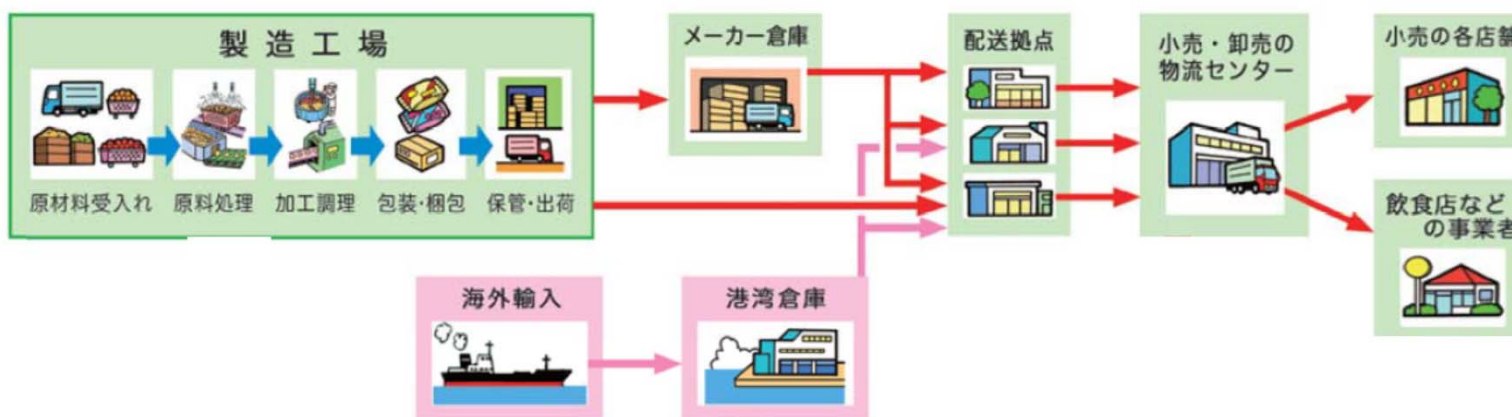 製造工場
原材料受入れ
原料処理
加工調理
包装・梱包
保管・出荷
メーカー倉庫
配送拠点
小売・卸売の
物流センター
小売の各店舗
飲食店など
の事業者
海外輸入
港湾倉庫